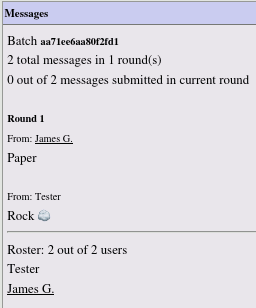 Messages
Batch aa71ee6aa80f2fd1
2 total messages in 1 round(s)
0 out of 2 messages submitted in current round
Round 1
From: James G.
Paper
From: Tester
Rock 🪨
Roster: 2 out of 2 users
Tester
James G.